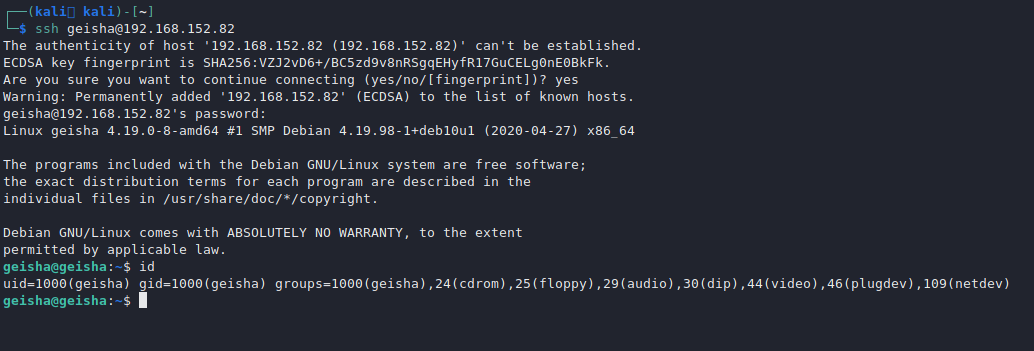 ┌──(kali㉿kali)-[~]
└─$ ssh geisha@192.168.152.82
The authenticity of host '192.168.152.82 (192.168.152.82)' can't be established.
ECDSA key fingerprint is SHA256:VZJ2vD6+/BC5zd9v8nRSgqEHyfR17GuCELg0nE0BkFk.
Are you sure you want to continue connecting (yes/no/[fingerprint])? yes
Warning: Permanently added '192.168.152.82' (ECDSA) to the list of known hosts.
geisha@192.168.152.82's password:
Linux geisha 4.19.0-8-amd64 #1 SMP Debian 4.19.98-1+deb10u1 (2020-04-27) x86_64

The programs included with the Debian GNU/Linux system are free software;
the exact distribution terms for each program are described in the
individual files in /usr/share/doc/*/copyright.

Debian GNU/Linux comes with ABSOLUTELY NO WARRANTY, to the extent
permitted by applicable law.
geisha@geisha:~$ id
uid=1000(geisha) gid=1000(geisha) groups=1000(geisha),24(cdrom),25(floppy),29(audio),30(dip),44(video),46(plugdev),109(netdev)
geisha@geisha:~$